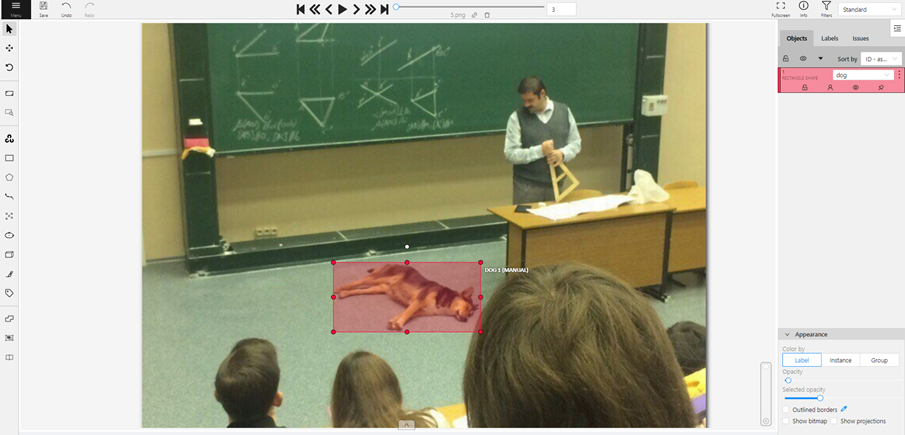 Menu
Save
Undo
Redo
5.png
3
Fullscreen
Info
Filters
Standard
Objects
Labels
Issues
Sort by
ID - as...
1
RECTANGLE SHAPE
dog
DOG 1 (MANUAL)
Appearance
Color by
Label
Instance
Group
Opacity
Selected opacity
Outlined borders
Show bitmap
Show projections